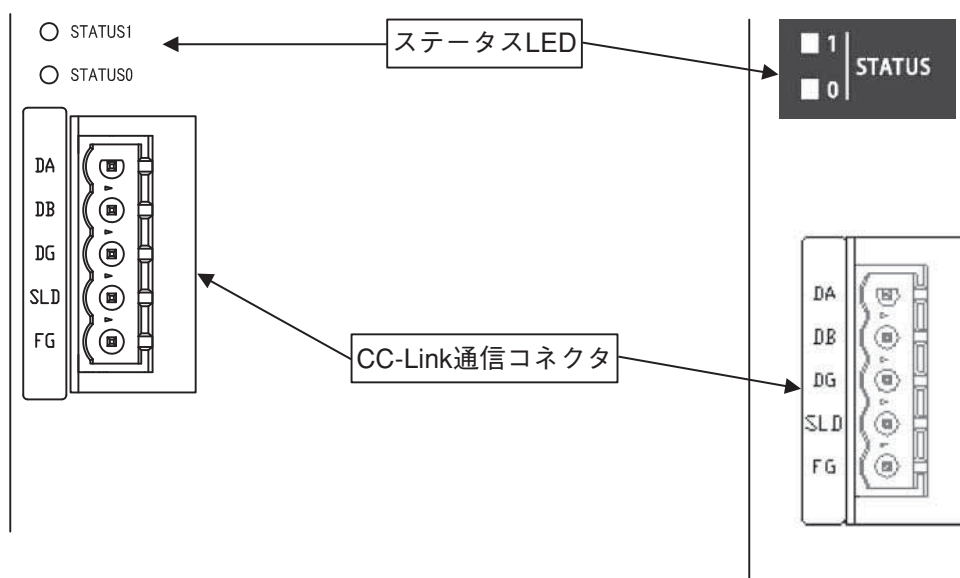 STATUS1
STATUS0
ステータスLED
1
0
STATUS
DA
DB
DG
SLD
FG
CC-Link通信コネクタ
DA
DB
DG
SLD
FG